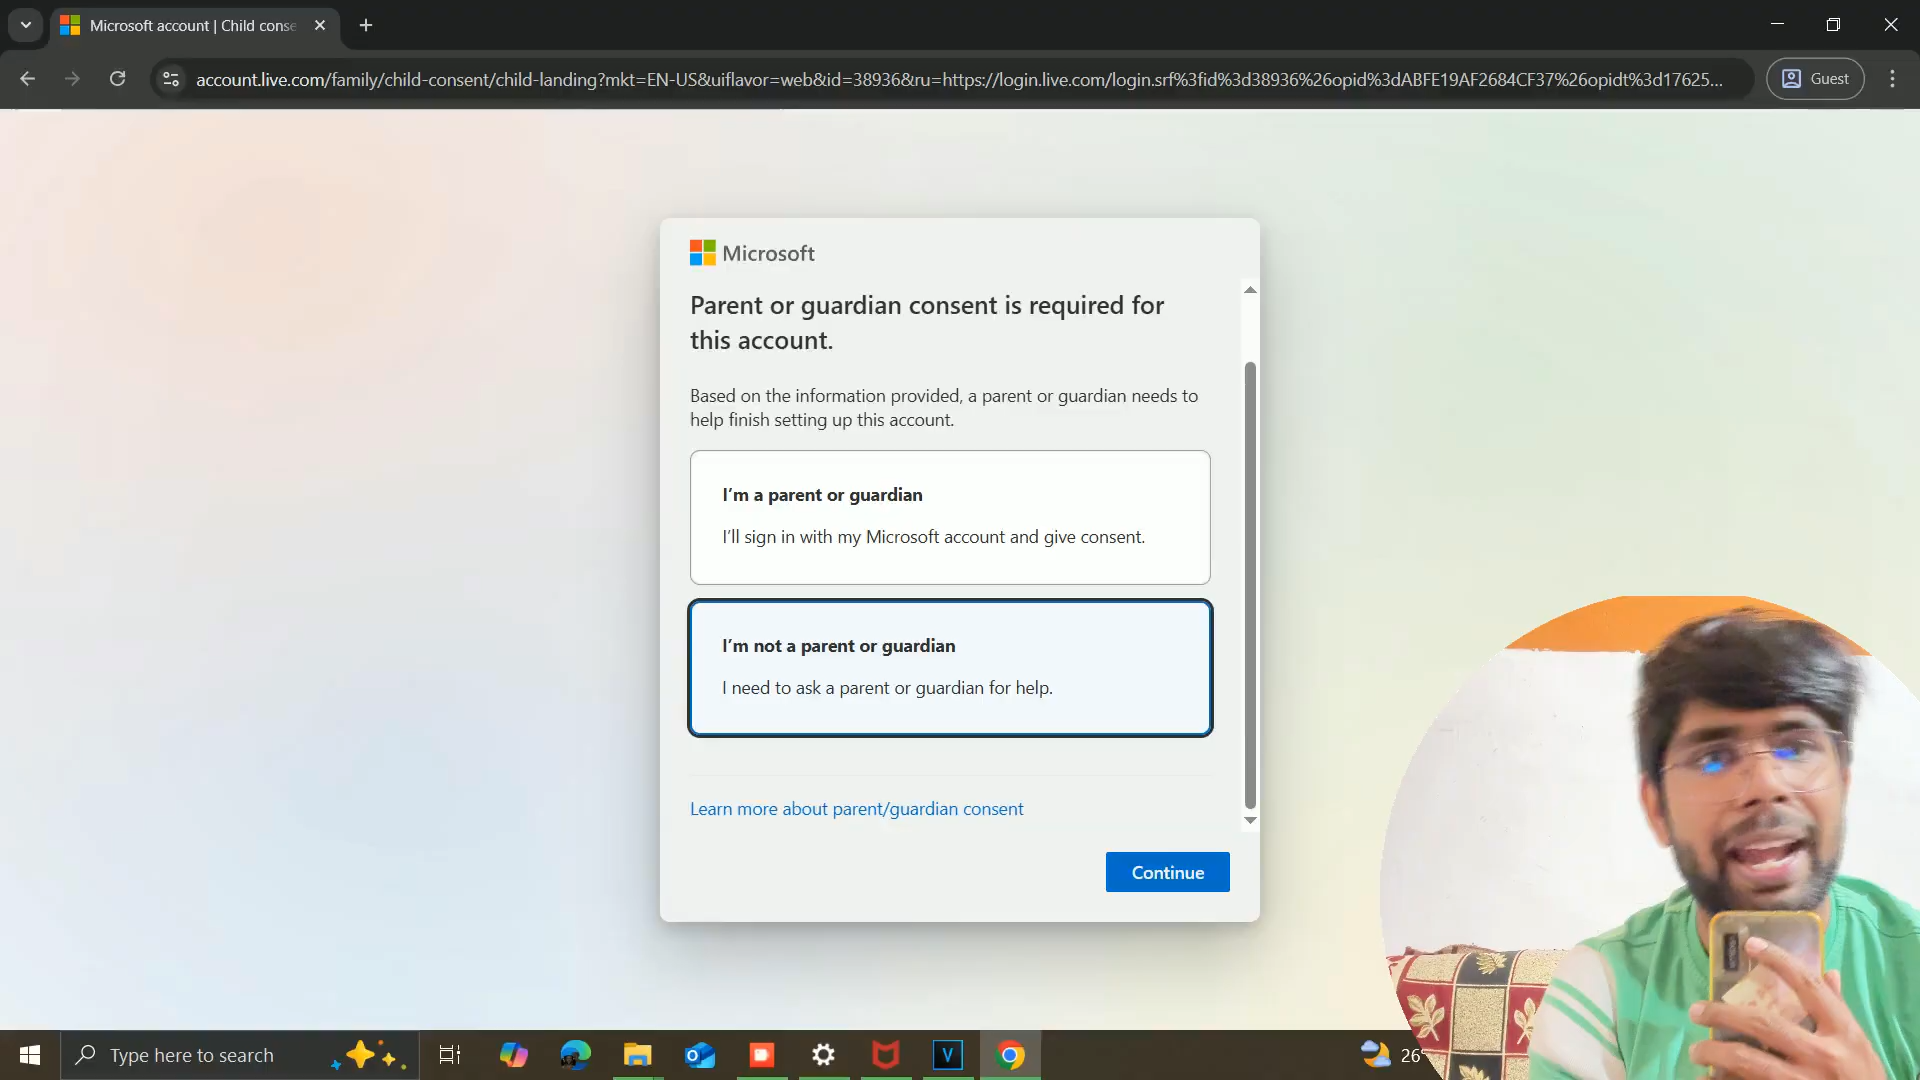 Microsoft account | Child conse
account.live.com/family/child-consent/child-landing?mkt=EN-US&uiflavor=web&id=38936&ru=https://login.live.com/login.srf%3fid%3d38936%26opid%3dABFE19AF2684CF37%26opidt%3d17625...
Guest
Microsoft
Parent or guardian consent is required for
this account.
Based on the information provided, a parent or guardian needs to
help finish setting up this account.
I'm a parent or guardian
I'll sign in with my Microsoft account and give consent.
I'm not a parent or guardian
I need to ask a parent or guardian for help.
Learn more about parent/guardian consent
Continue
Type here to search
26°